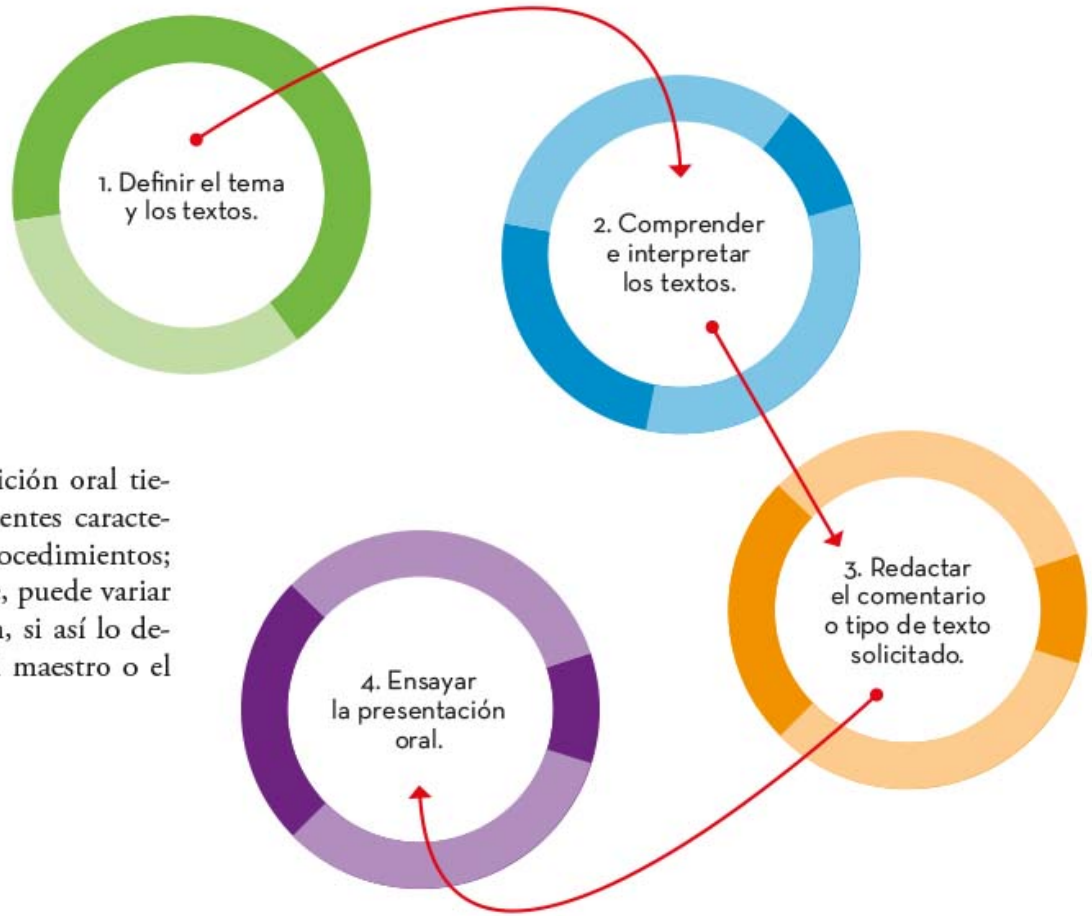 1. Definir el tema
y los textos.
2. Comprender
e interpretar
los textos.
3. Redactar
el comentario
o tipo de texto
solicitado.
4. Ensayar
la presentación
oral.
ición oral tie-
entes caracte-
ocedimientos;
, puede variar
, si así lo de-
maestro o el